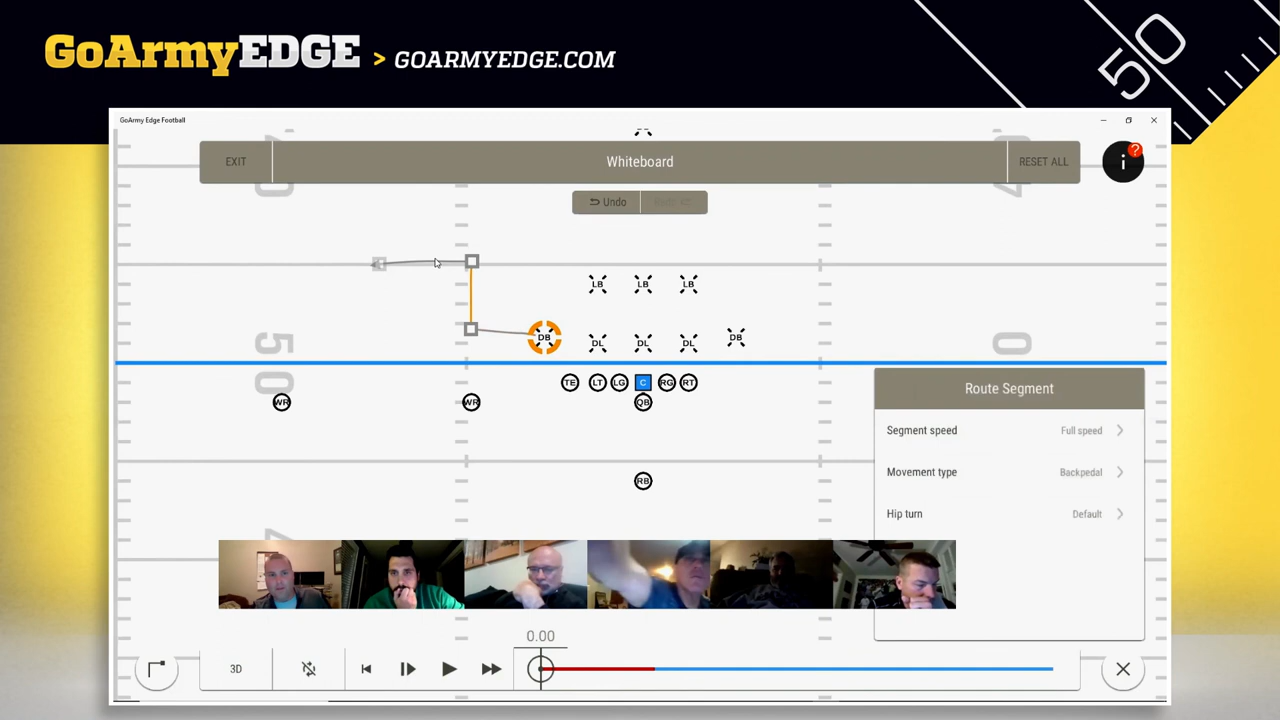 GoArmyEDGE > GOARMYEDGE.COM
50
GoArmy Edge Football
EXIT
Whiteboard
RESET ALL
i
?
Undo
LB LB LB
DB DL DL DL DB
50
0
TE LT LG C RG RT
WR WR QB
RB
Route Segment
Segment speed Full speed
Movement type Backpedal
Hip turn Default
0.00
3D